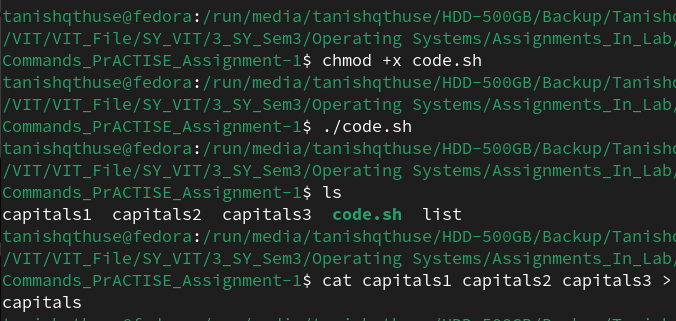 tanishqthuse@fedora:/run/media/tanishqthuse/HDD-500GB/Backup/Tanish
/VIT/VIT_File/SY_VIT/3_SY_Sem3/Operating Systems/Assignments_In_Lab/
Commands_PrACTISE_Assignment-1$ chmod +x code.sh
tanishqthuse@fedora:/run/media/tanishqthuse/HDD-500GB/Backup/Tanish
/VIT/VIT_File/SY_VIT/3_SY_Sem3/Operating Systems/Assignments_In_Lab/
Commands_PrACTISE_Assignment-1$ ./code.sh
tanishqthuse@fedora:/run/media/tanishqthuse/HDD-500GB/Backup/Tanish
/VIT/VIT_File/SY_VIT/3_SY_Sem3/Operating Systems/Assignments_In_Lab/
Commands_PrACTISE_Assignment-1$ ls
capitals1 capitals2 capitals3 code.sh list
tanishqthuse@fedora:/run/media/tanishqthuse/HDD-500GB/Backup/Tanish
/VIT/VIT_File/SY_VIT/3_SY_Sem3/Operating Systems/Assignments_In_Lab/
Commands_PrACTISE_Assignment-1$ cat capitals1 capitals2 capitals3 >
capitals